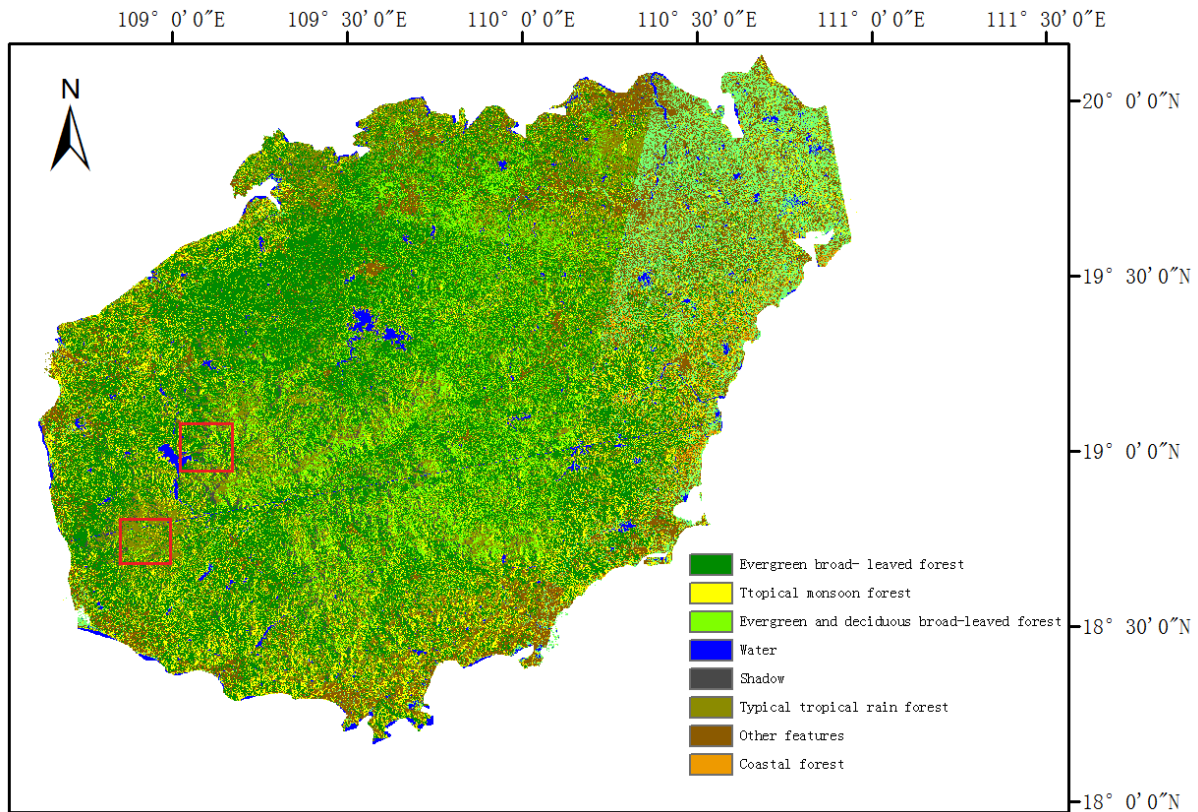 109° 0′0″E 109° 30′0″E 110° 0′0″E 110° 30′0″E 111° 0′0″E 111° 30′0″E
N
20° 0′0″N
19° 30′0″N
19° 0′0″N
18° 30′0″N
18° 0′0″N
Evergreen broad- leaved forest
Ttopical monsoon forest
Evergreen and deciduous broad-leaved forest
Water
Shadow
Typical tropical rain forest
Other features
Coastal forest